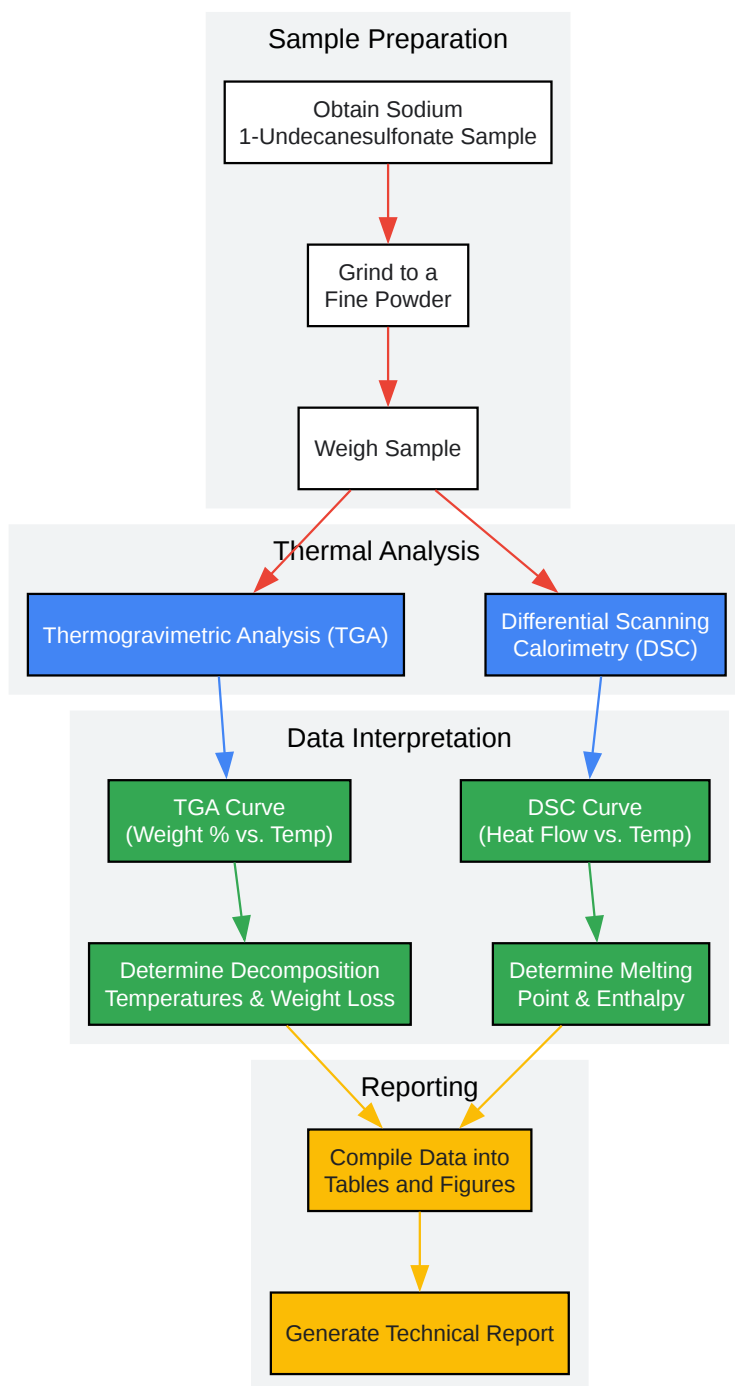 Sample Preparation
Obtain Sodium
1-Undecanesulfonate Sample
Grind to a
Fine Powder
Weigh Sample
Thermal Analysis
Thermogravimetric Analysis (TGA)
Differential Scanning
Calorimetry (DSC)
Data Interpretation
TGA Curve
(Weight % vs. Temp)
DSC Curve
(Heat Flow vs. Temp)
Determine Decomposition
Temperatures & Weight Loss
Determine Melting
Point & Enthalpy
Reporting
Compile Data into
Tables and Figures
Generate Technical Report